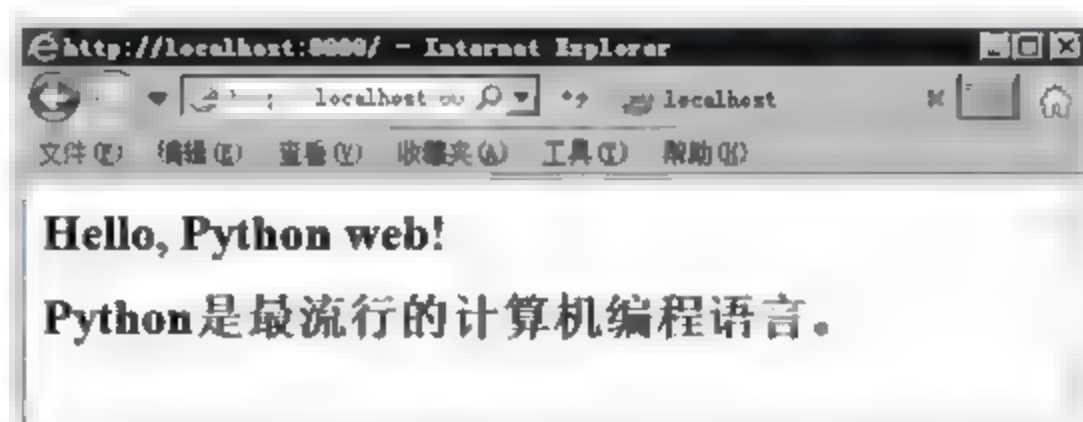 http://localhost:8080/ - Internet Explorer
localhost
localhost
文件(F) 编辑(E) 查看(V) 收藏夹(A) 工具(T) 帮助(H)
Hello, Python web!
Python是最流行的计算机编程语言。